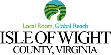 Local Roots, Global Reach
ISLE OF WIGHT
COUNTY, VIRGINIA